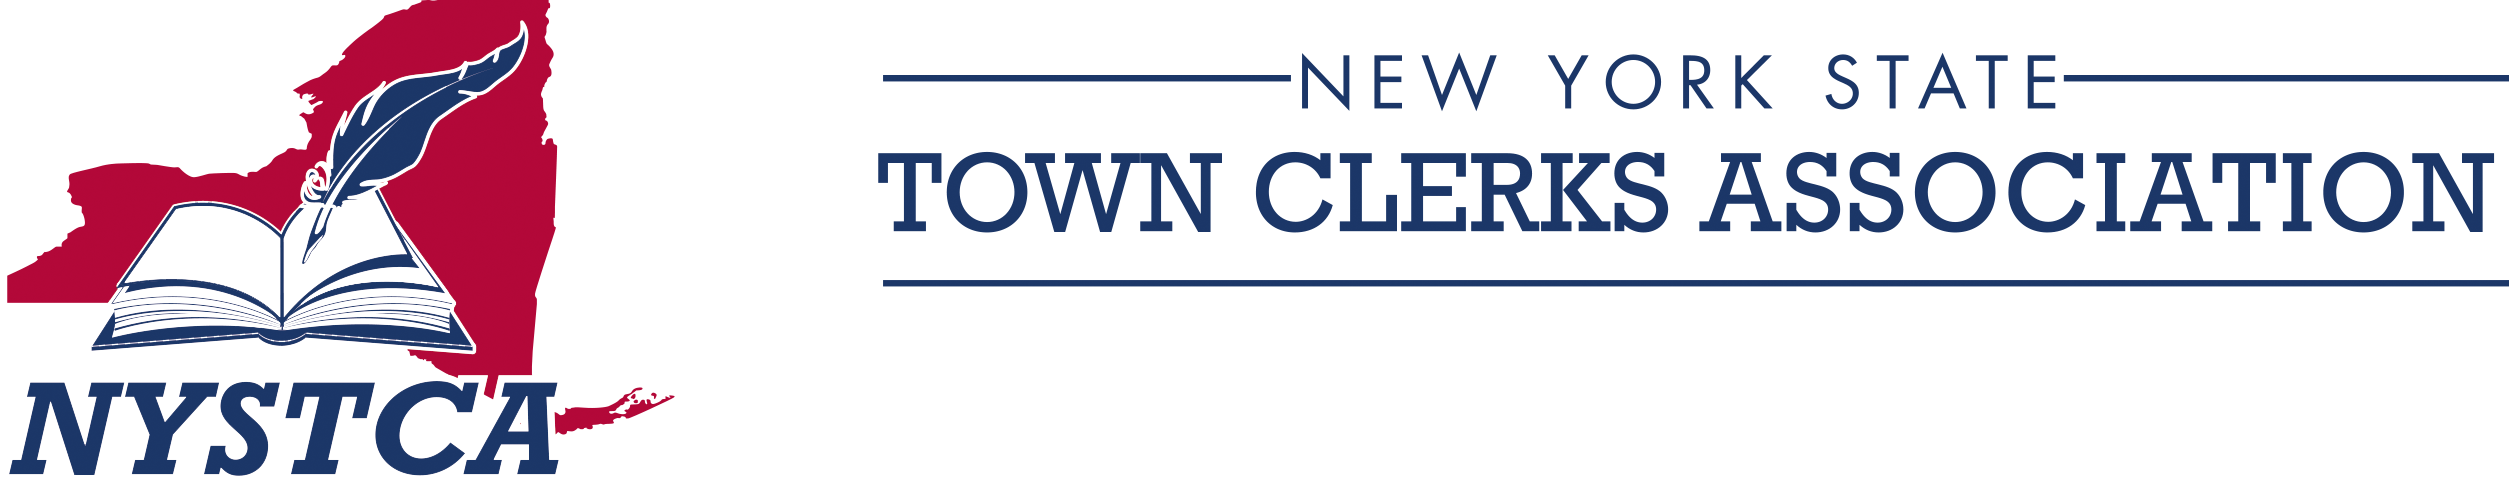 NEW YORK STATE
TOWN CLERKS ASSOCIATION
NYSTCA